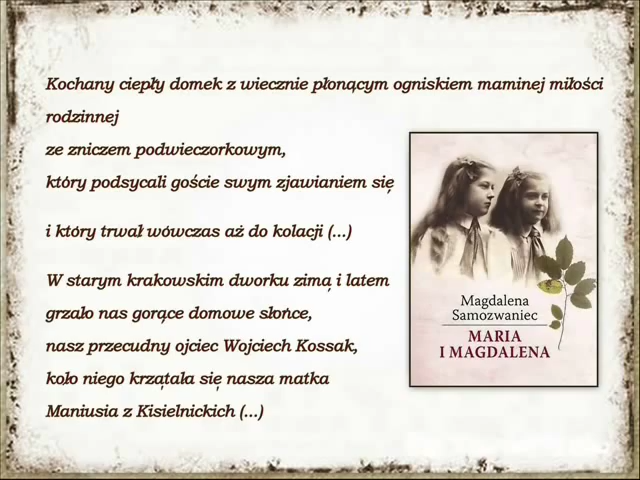 Kochany ciepły domek z wiecznie płonącym ogniskiem maminej miłości
rodzinnej
ze zniczem podwieczorkowym,
który podsycali goście swym zjawianiem się
i który trwał wówczas aż do kolacji (...)
W starym krakowskim dworku zimą i latem
grzało nas gorące domowe słońce,
nasz przecudny ojciec Wojciech Kossak,
koło niego krzątała się nasza matka
Maniusia z Kisielnickich (...)
Magdalena
Samozwaniec
MARIA
I MAGDALENA